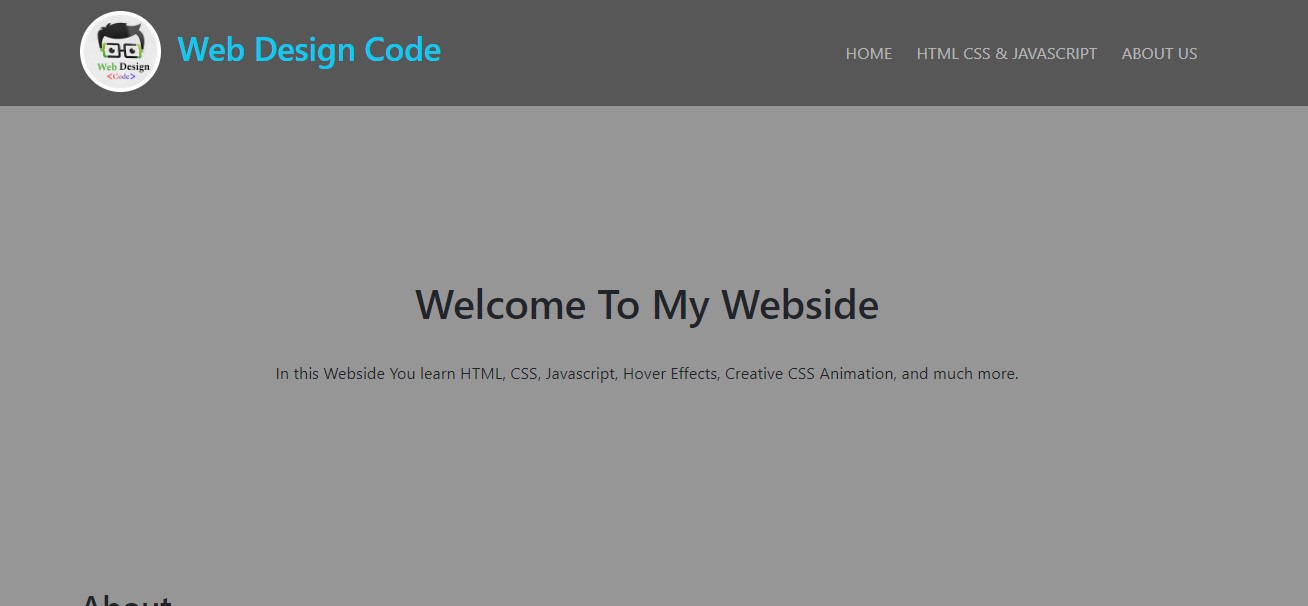 Web Design
<Code>
Web Design Code
HOME HTML CSS & JAVASCRIPT ABOUT US
Welcome To My Webside
In this Webside You learn HTML, CSS, Javascript, Hover Effects, Creative CSS Animation, and much more.
About